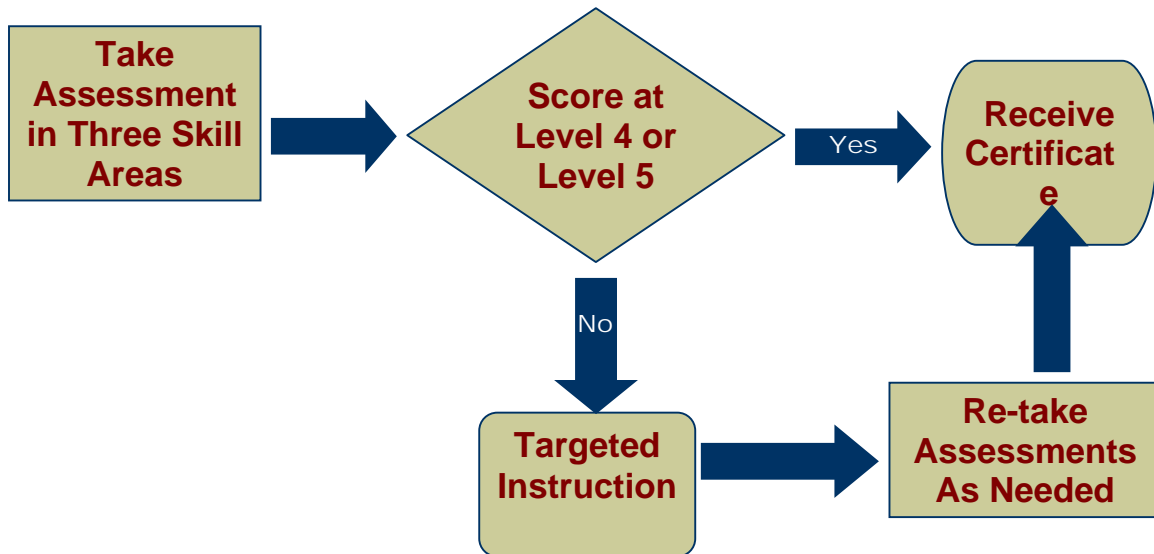 Take
Assessment
in Three Skill
Areas
Score at
Level 4 or
Level 5
Yes
Receive
Certificat
e
No
Targeted
Instruction
Re-take
Assessments
As Needed